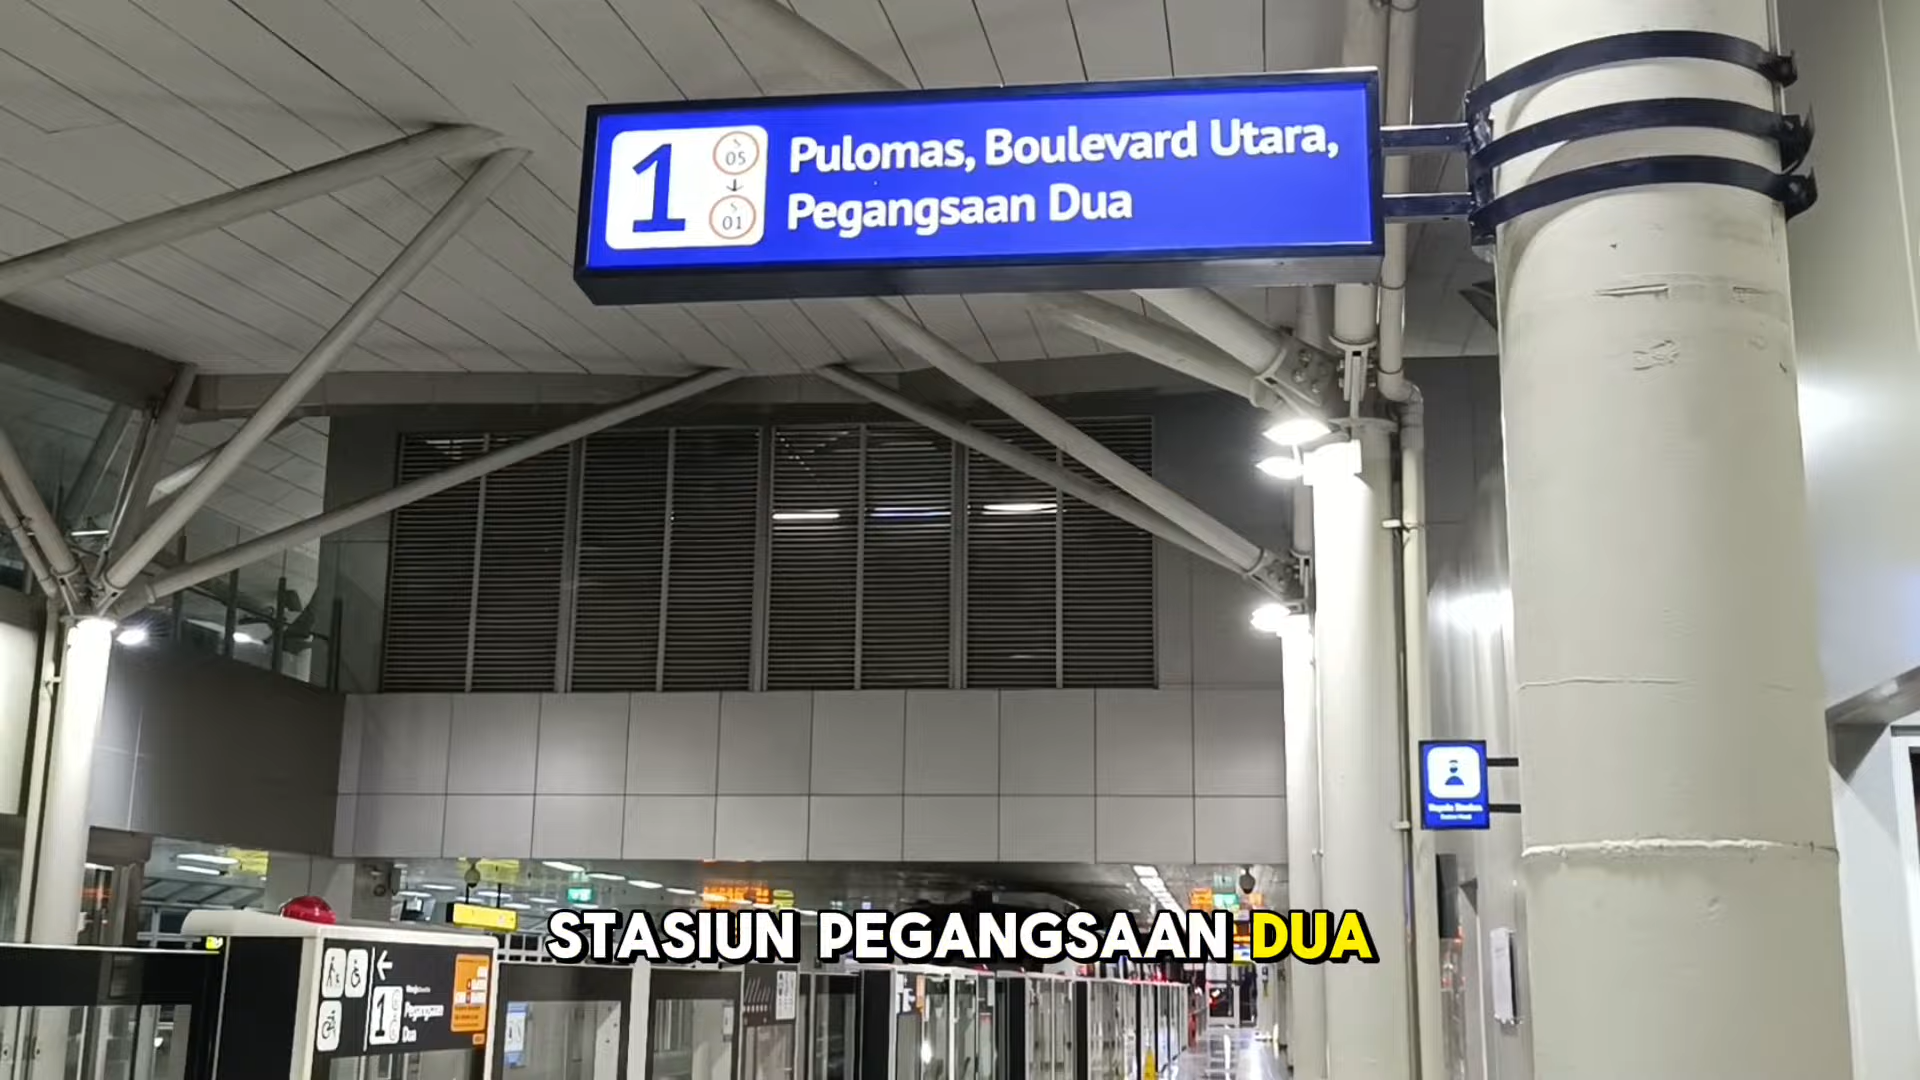 1
S
05
S
01
Pulomas, Boulevard Utara,
Pegangsaan Dua
STASIUN PEGANGSAAN DUA
1
Pegangsaan
Dua